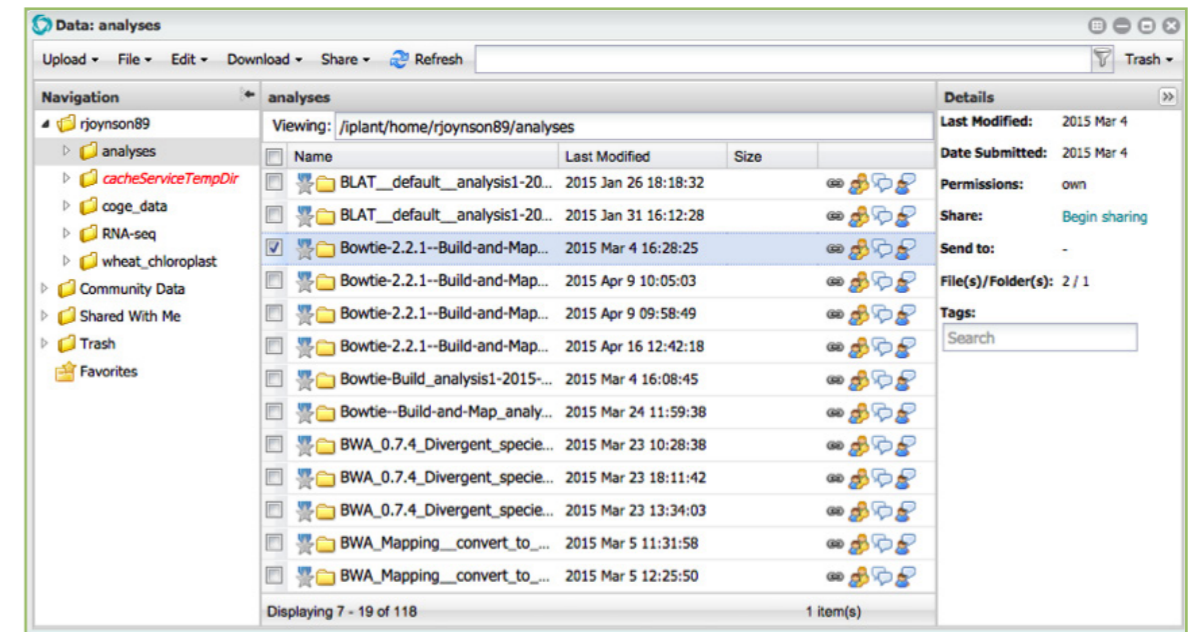 Data: analyses
Upload File Edit Download Share Refresh Trash
Navigation
rjoynson89
analyses
cacheServiceTempDir
coge_data
RNA-seq
wheat_chloroplast
Community Data
Shared With Me
Trash
Favorites
analyses
Viewing: /iplant/home/rjoynson89/analyses
Name Last Modified Size
BLAT__default__analysis1-20... 2015 Jan 26 18:18:32
BLAT__default__analysis1-20... 2015 Jan 31 16:12:28
Bowtie-2.2.1--Build-and-Map... 2015 Mar 4 16:28:25
Bowtie-2.2.1--Build-and-Map... 2015 Apr 9 10:05:03
Bowtie-2.2.1--Build-and-Map... 2015 Apr 9 09:58:49
Bowtie-2.2.1--Build-and-Map... 2015 Apr 16 12:42:18
Bowtie-Build_analysis1-2015-... 2015 Mar 4 16:08:45
Bowtie--Build-and-Map_analy... 2015 Mar 24 11:59:38
BWA_0.7.4_Divergent_specie... 2015 Mar 23 10:28:38
BWA_0.7.4_Divergent_specie... 2015 Mar 23 18:11:42
BWA_0.7.4_Divergent_specie... 2015 Mar 23 13:34:03
BWA_Mapping__convert_to_... 2015 Mar 5 11:31:58
BWA_Mapping__convert_to_... 2015 Mar 5 12:25:50
Displaying 7 - 19 of 118 1 item(s)
Details
Last Modified: 2015 Mar 4
Date Submitted: 2015 Mar 4
Permissions: own
Share: Begin sharing
Send to: -
File(s)/Folder(s): 2 / 1
Tags:
Search